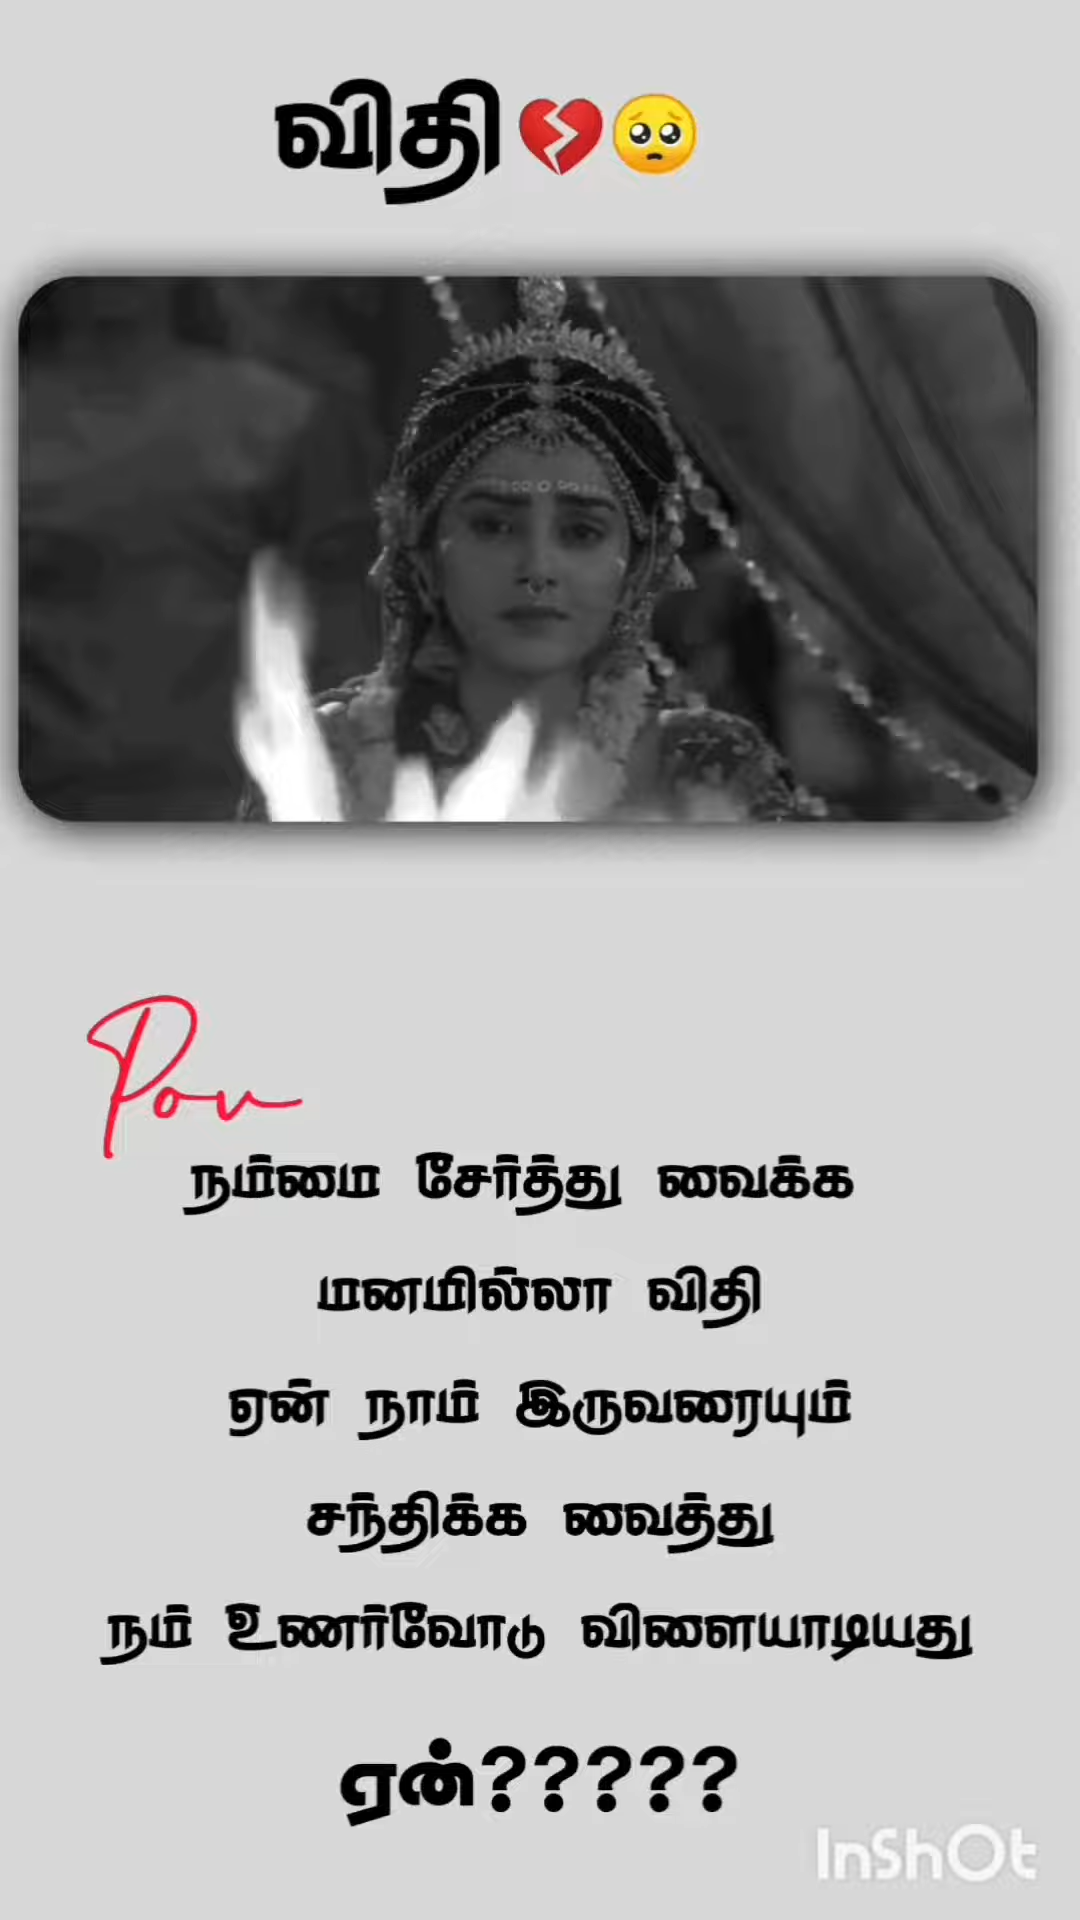 விதி💔🥺
Pov
நம்மை சேர்த்து வைக்க
மனமில்லா விதி
ஏன் நாம் இருவரையும்
சந்திக்க வைத்து
நம் உணர்வோடு விளையாடியது
ஏன்?????
InShOt